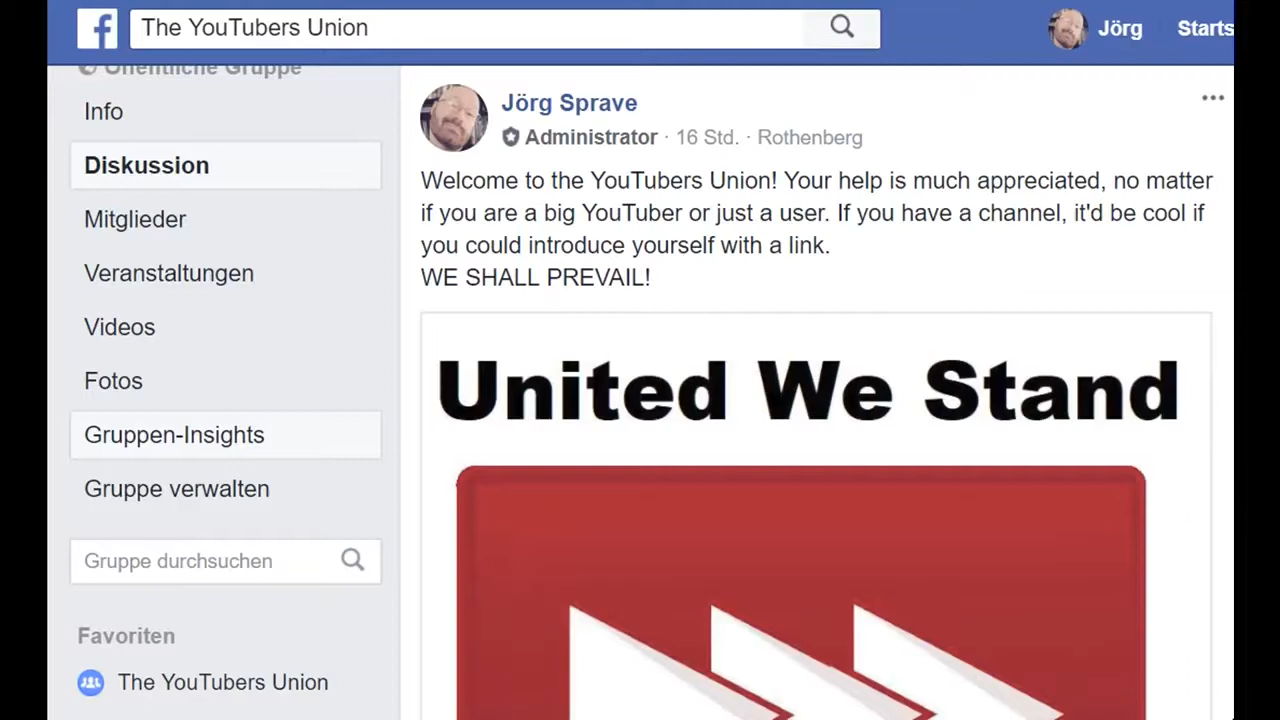 The YouTubers Union
Jörg
Starts
Öffentliche Gruppe
Info
Diskussion
Mitglieder
Veranstaltungen
Videos
Fotos
Gruppen-Insights
Gruppe verwalten
Gruppe durchsuchen
Favoriten
The YouTubers Union
Jörg Sprave
Administrator · 16 Std. · Rothenberg
Welcome to the YouTubers Union! Your help is much appreciated, no matter
if you are a big YouTuber or just a user. If you have a channel, it'd be cool if
you could introduce yourself with a link.
WE SHALL PREVAIL!
United We Stand